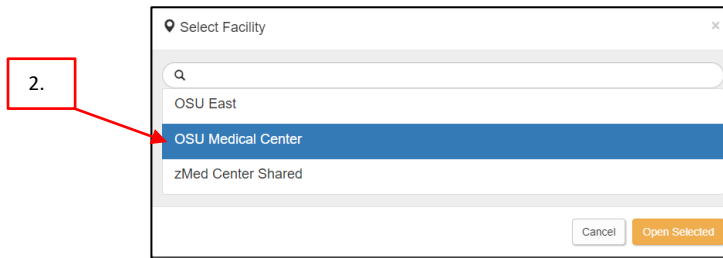 Select Facility
×
2.
OSU East
OSU Medical Center
zMed Center Shared
Cancel
Open Selected